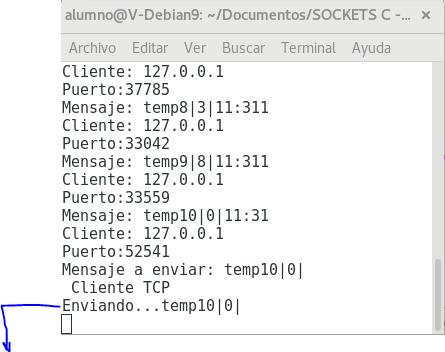 alumno@V-Debian9: ~/Documentos/SOCKETS C -... ×
Archivo Editar Ver Buscar Terminal Ayuda
Cliente: 127.0.0.1
Puerto:37785
Mensaje: temp8|3|11:311
Cliente: 127.0.0.1
Puerto:33042
Mensaje: temp9|8|11:311
Cliente: 127.0.0.1
Puerto:33559
Mensaje: temp10|0|11:31
Cliente: 127.0.0.1
Puerto:52541
Mensaje a enviar: temp10|0|
Cliente TCP
Enviando...temp10|0|